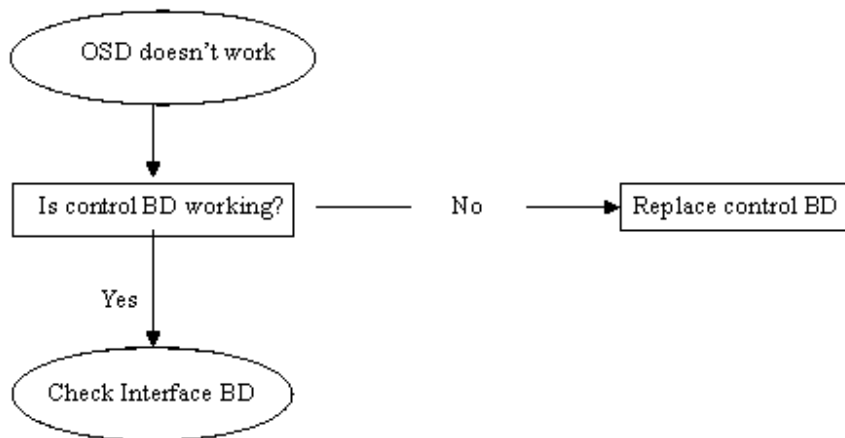 OSD doesn't work
Is control BD working?
No
Replace control BD
Yes
Check Interface BD